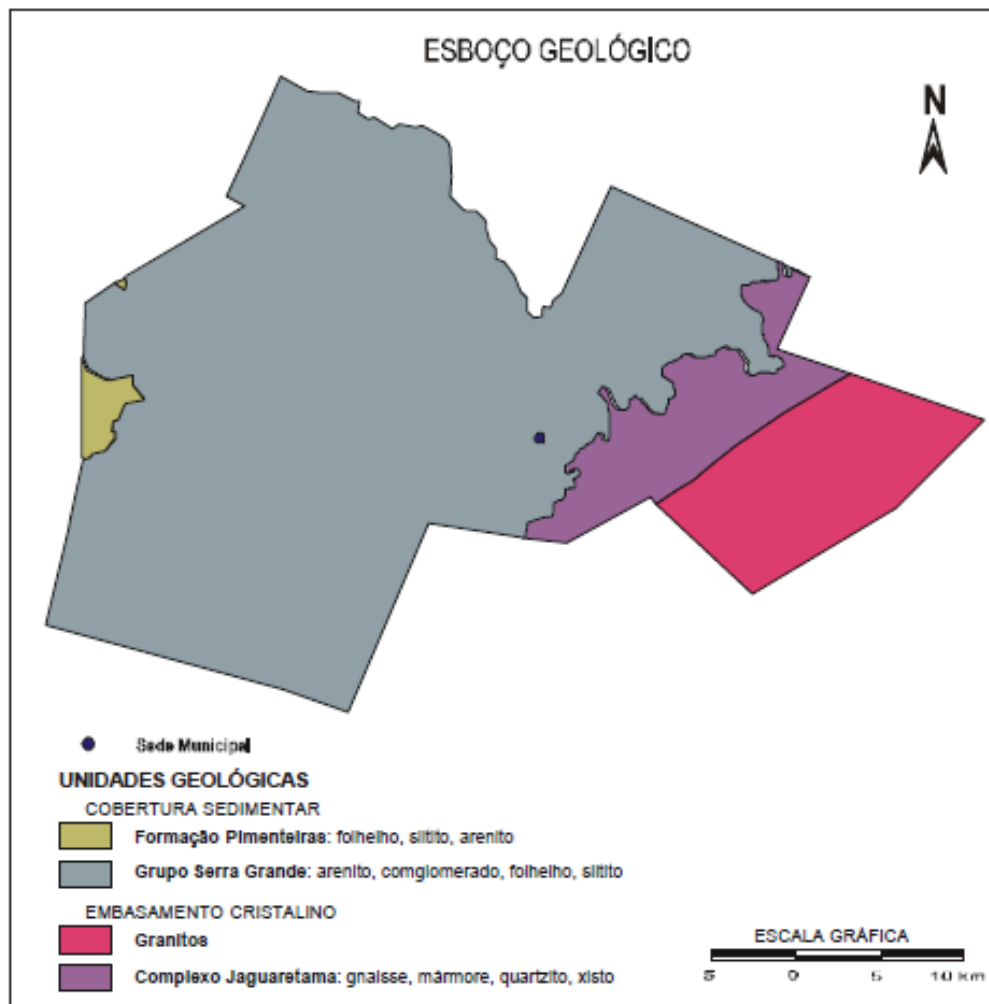 ESBOÇO GEOLÓGICO
N
Sede Municipal
UNIDADES GEOLÓGICAS
COBERTURA SEDIMENTAR
Formação Pimenteiras: folhelho, siltito, arenito
Grupo Serra Grande: arenito, comglomerado, folhelho, siltito
EMBASAMENTO CRISTALINO
Granitos
Complexo Jaguaretama: gnaisse, mármore, quartzito, xisto
ESCALA GRÁFICA
5 0 5 10 km